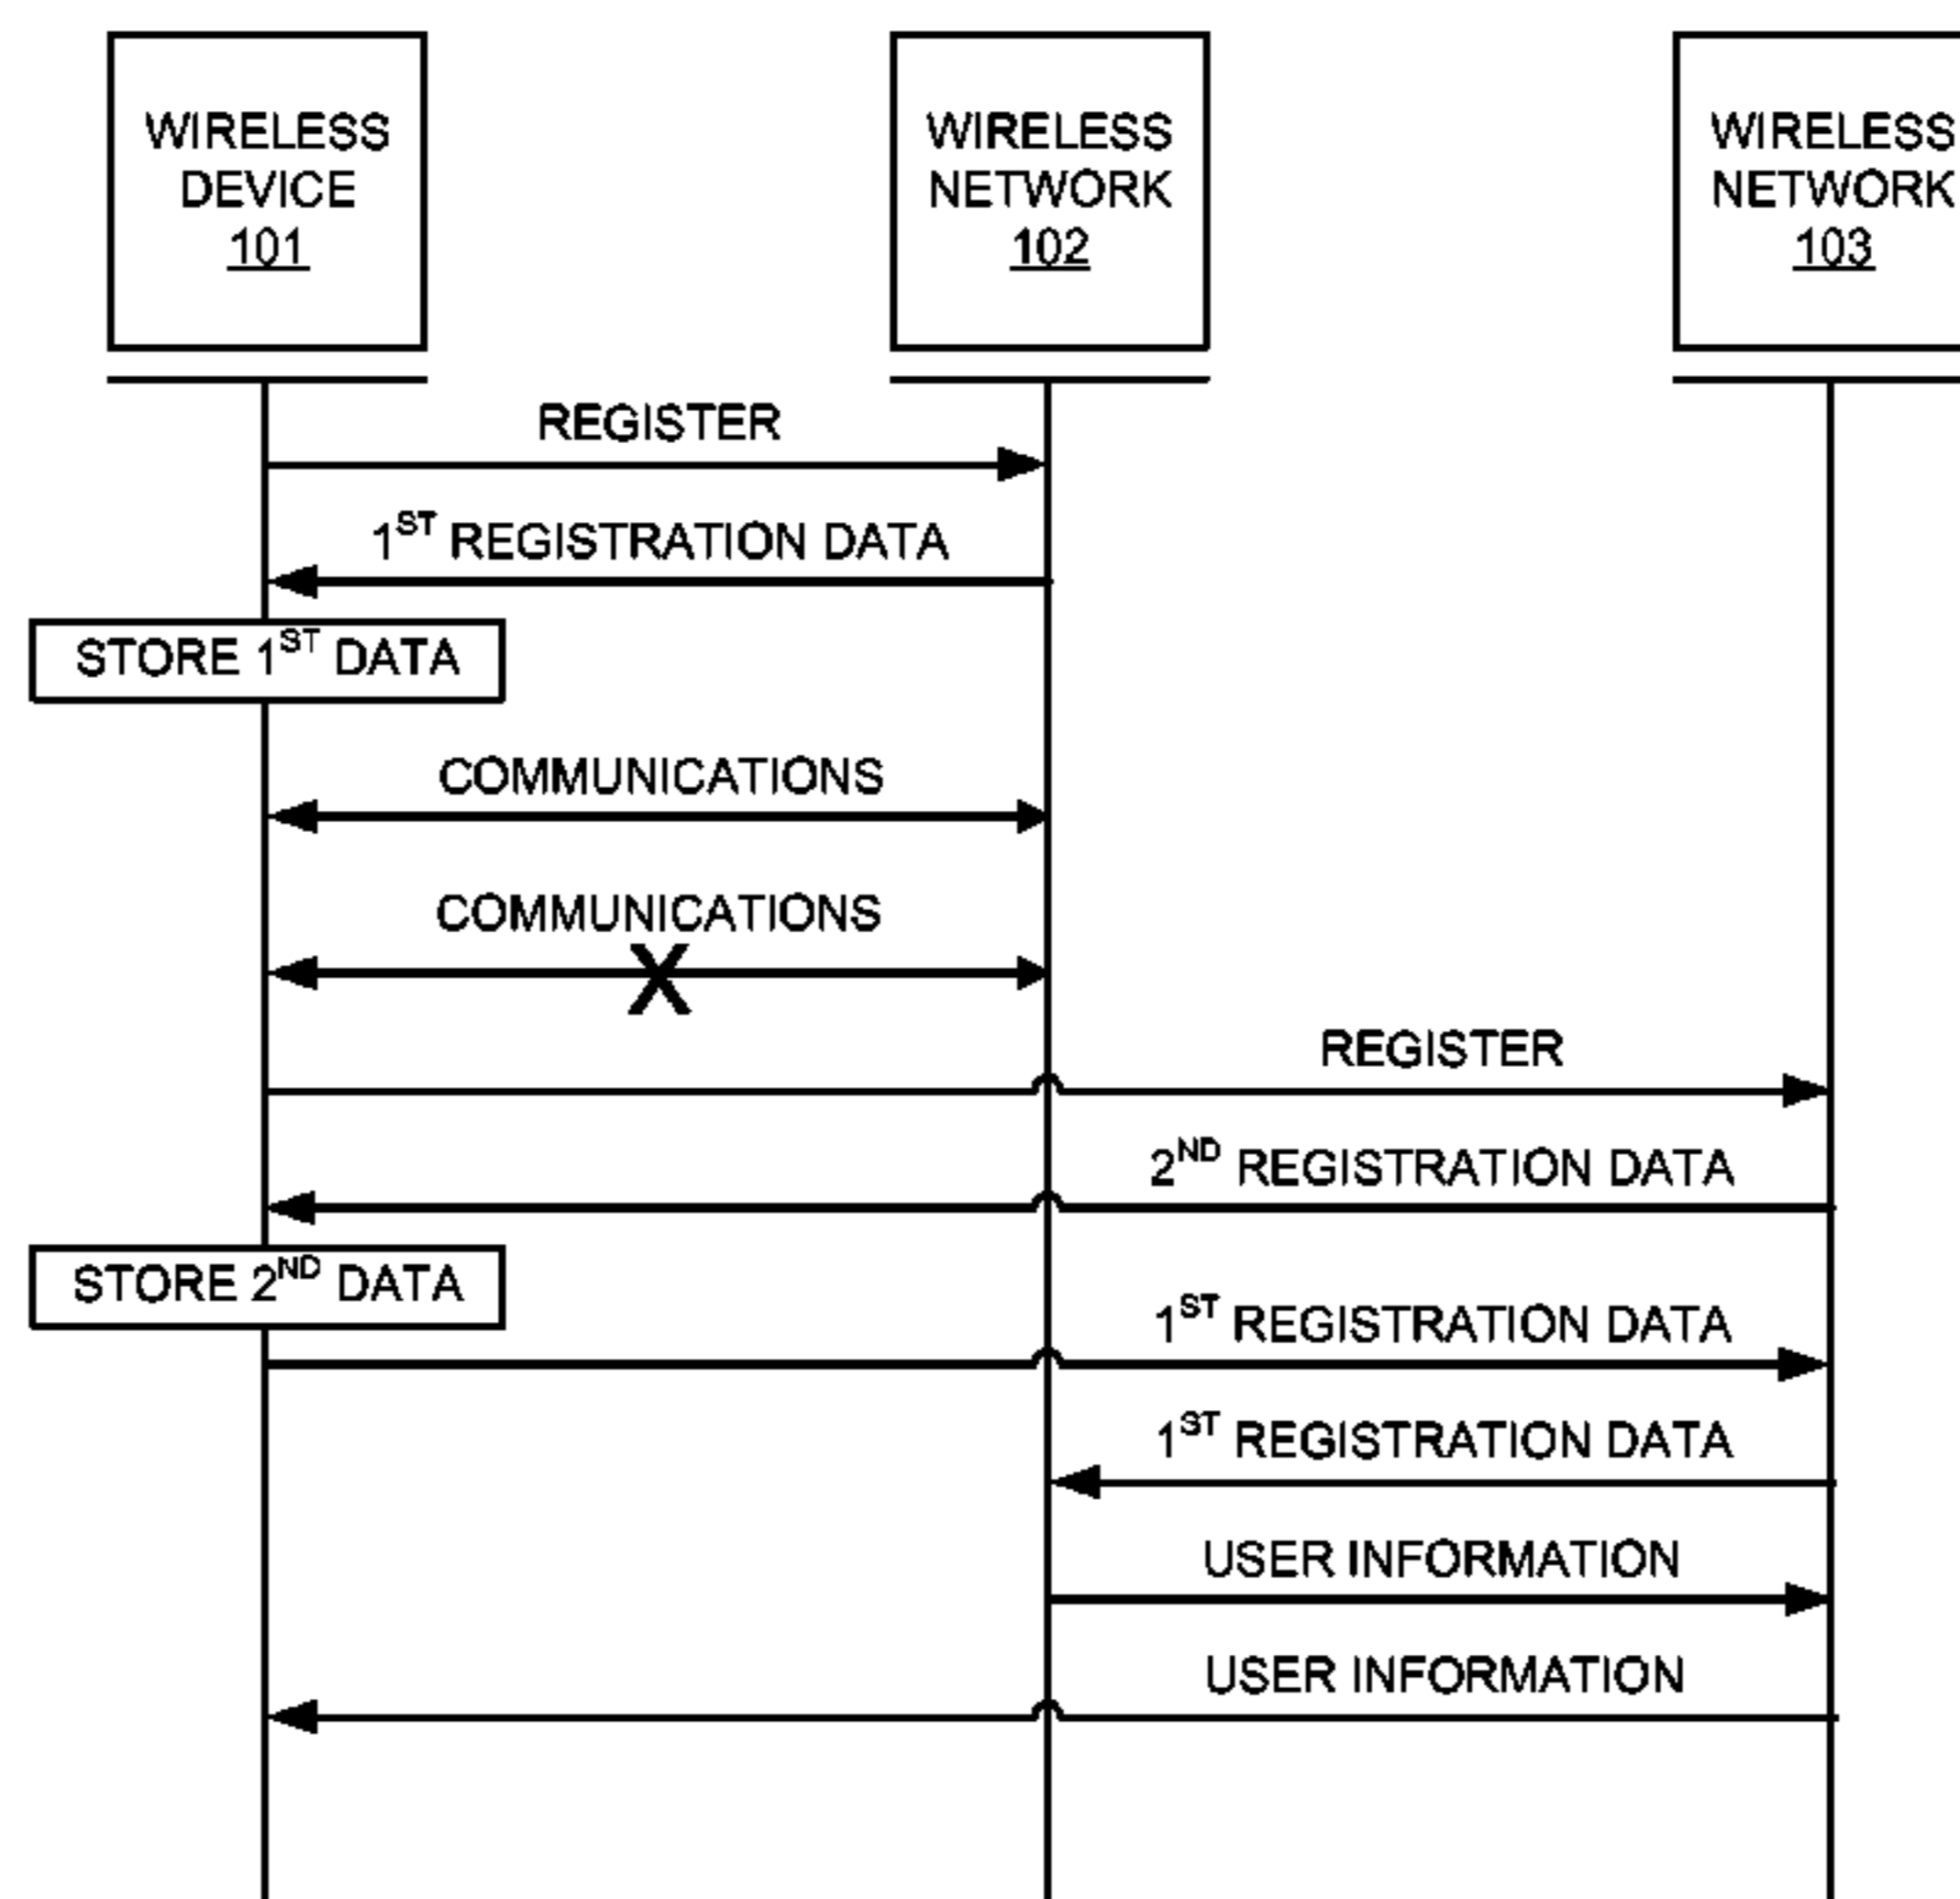 WIRELESS
DEVICE
101
WIRELESS
NETWORK
102
WIRELESS
NETWORK
103
REGISTER
1ST REGISTRATION DATA
STORE 1ST DATA
COMMUNICATIONS
COMMUNICATIONS
X
REGISTER
2ND REGISTRATION DATA
STORE 2ND DATA
1ST REGISTRATION DATA
1ST REGISTRATION DATA
USER INFORMATION
USER INFORMATION